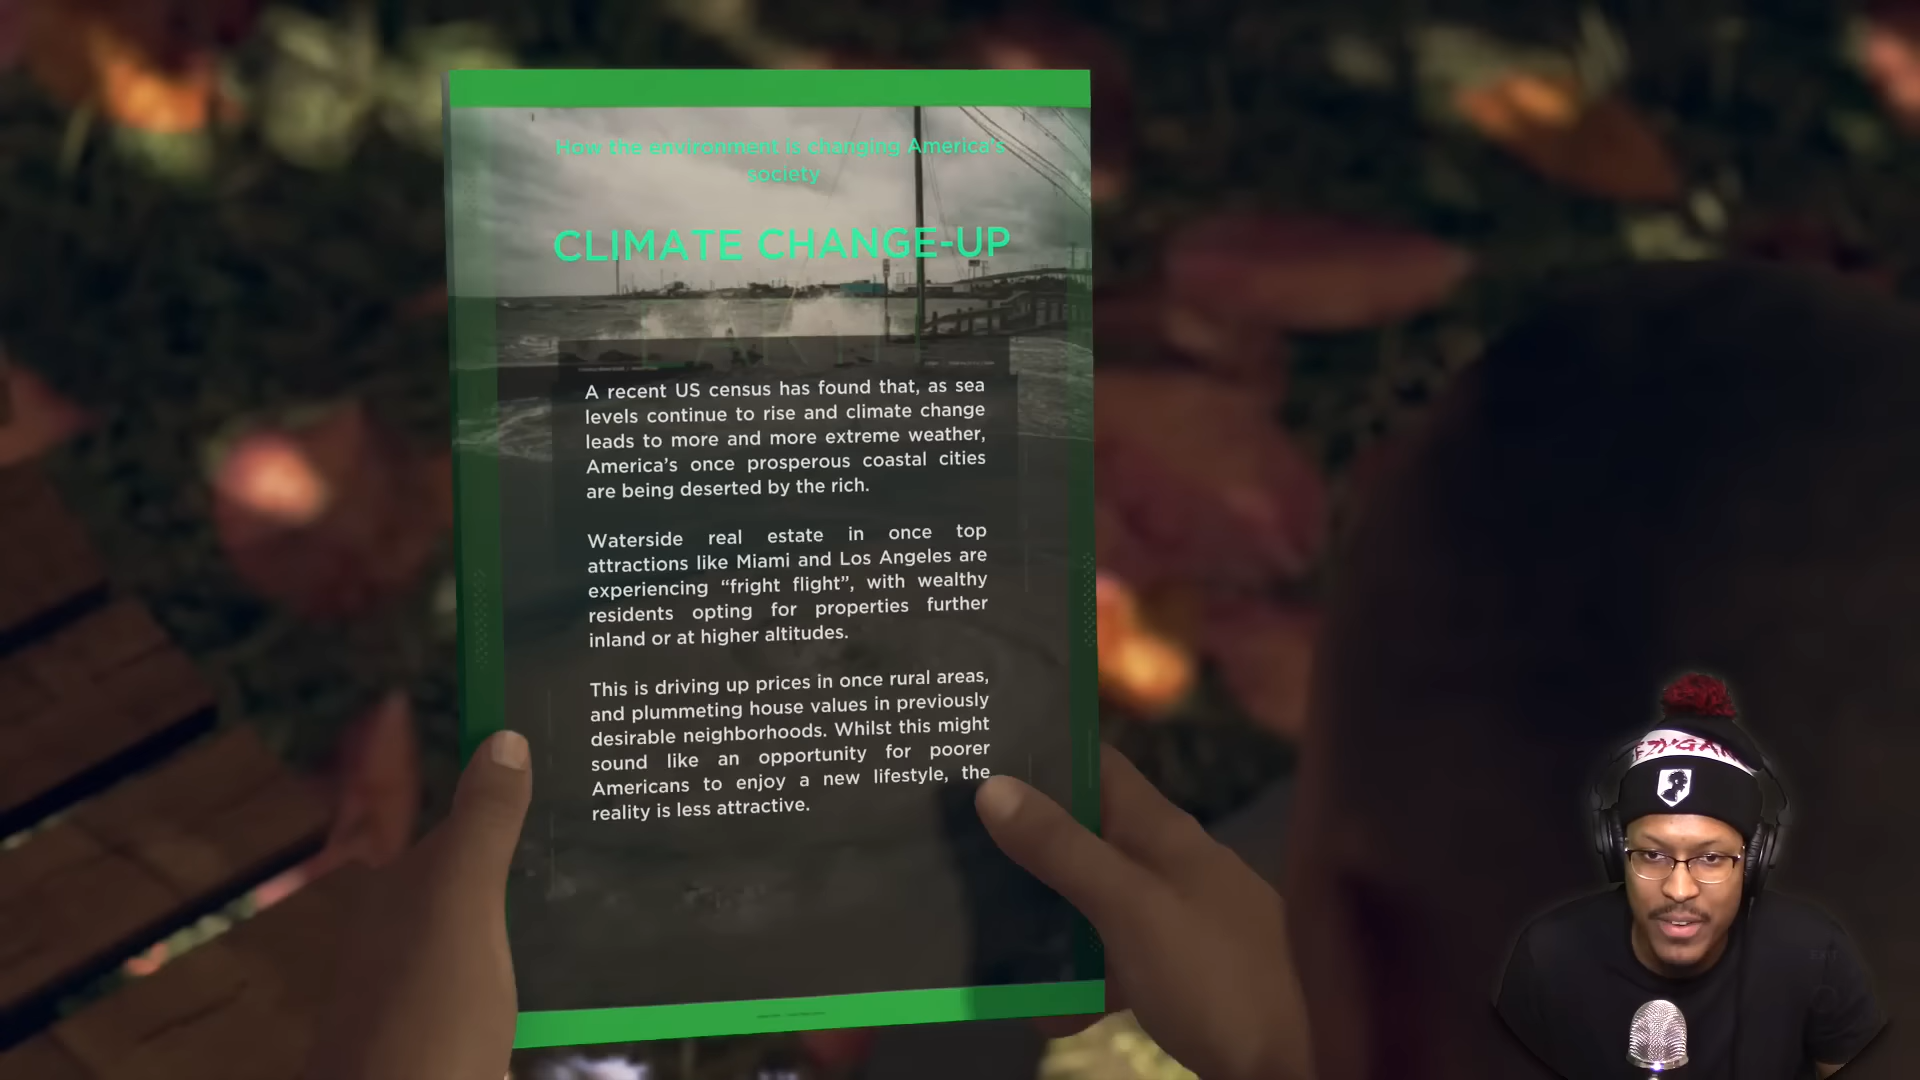 How the environment is changing America's
society
CLIMATE CHANGE-UP
A recent US census has found that, as sea
levels continue to rise and climate change
leads to more and more extreme weather,
America's once prosperous coastal cities
are being deserted by the rich.
Waterside real estate in once top
attractions like Miami and Los Angeles are
experiencing “fright flight”, with wealthy
residents opting for properties further
inland or at higher altitudes.
This is driving up prices in once rural areas,
and plummeting house values in previously
desirable neighborhoods. Whilst this might
sound like an opportunity for poorer
Americans to enjoy a new lifestyle, the
reality is less attractive.